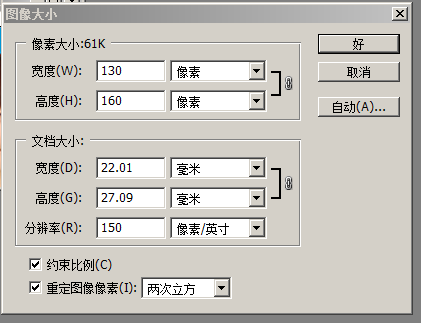 图像大小
像素大小:61K
好
宽度(W): 130 像素
取消
高度(H): 160 像素
自动(A)...
文档大小:
宽度(D): 22.01 毫米
高度(G): 27.09 毫米
分辨率(R): 150 像素/英寸
约束比例(C)
重定图像像素(I): 两次立方